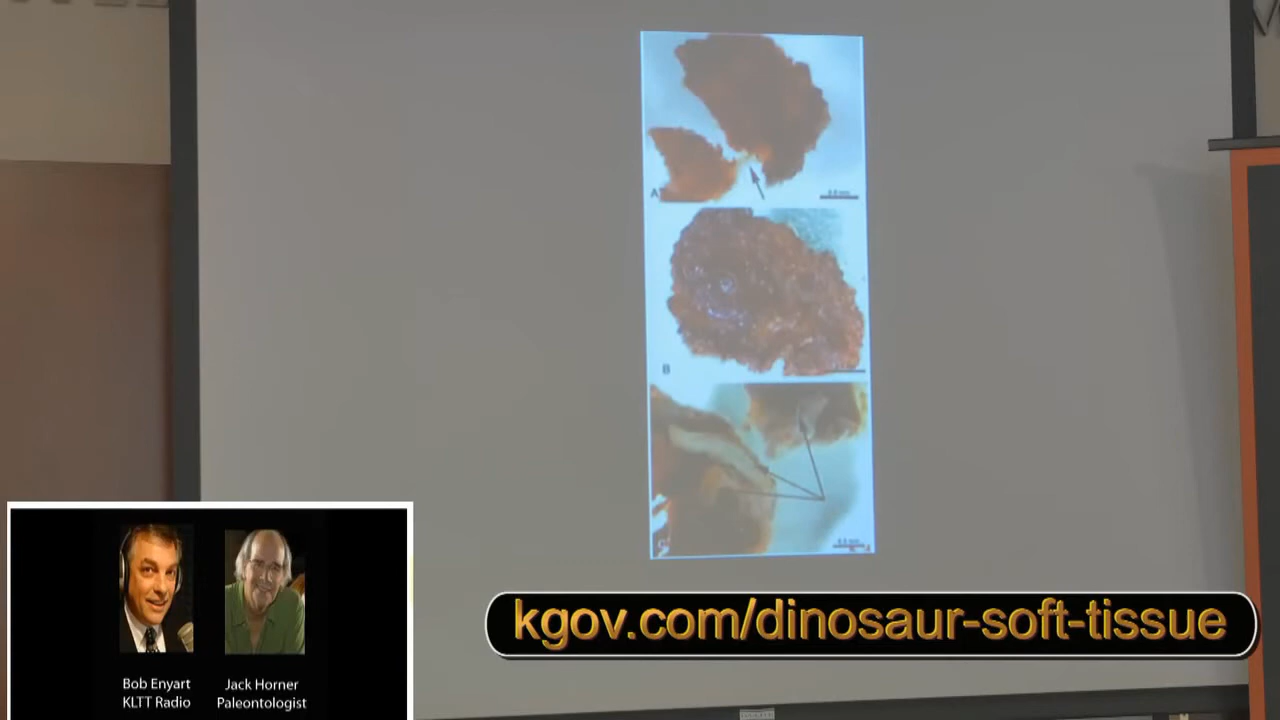 A
B
C
kgov.com/dinosaur-soft-tissue
Bob Enyart
KLTT Radio
Jack Horner
Paleontologist